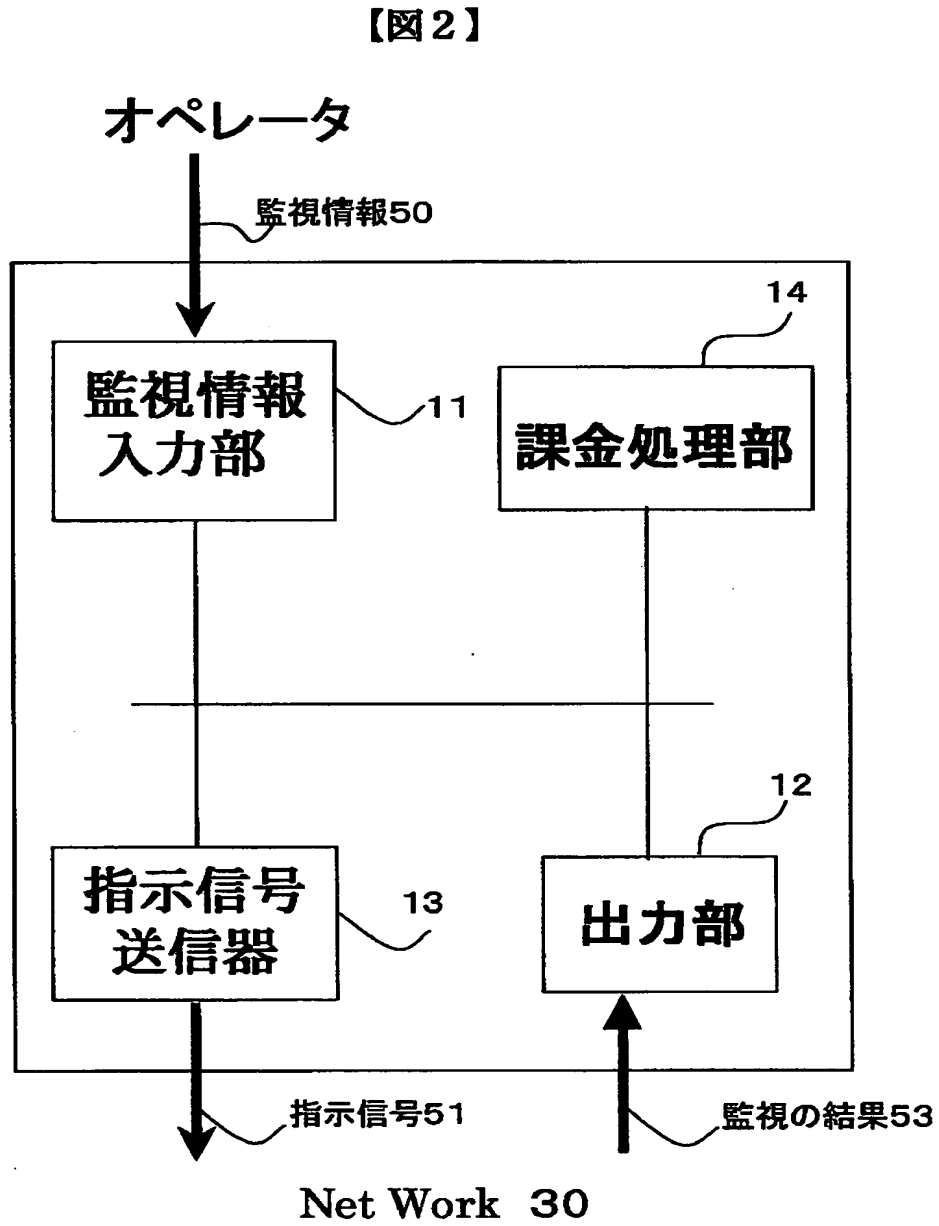 【図２】
オペレータ
監視情報50
14
監視情報
入力部
11
課金処理部
12
指示信号
送信器
13
出力部
指示信号51
監視の結果53
Net Work 30